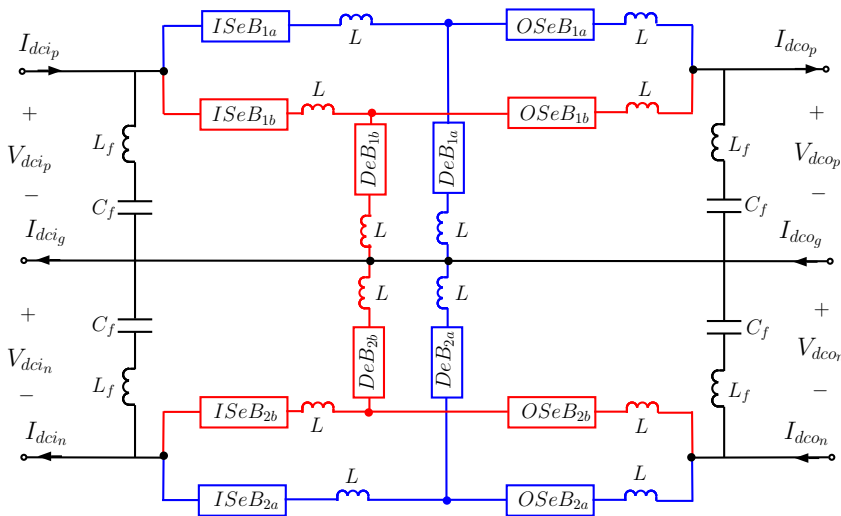 I_{dci_p}
ISeB_{1a}
L
OSeB_{1a}
L
I_{dco_p}
+
V_{dci_p}
−
L_f
C_f
ISeB_{1b}
L
OSeB_{1b}
L
DeB_{1b}
DeB_{1a}
L
L
L_f
C_f
+
V_{dco_p}
−
I_{dci_g}
I_{dco_g}
+
V_{dci_n}
−
C_f
L_f
L
L
DeB_{2b}
DeB_{2a}
C_f
L_f
+
V_{dco_n}
−
ISeB_{2b}
L
OSeB_{2b}
L
I_{dci_n}
I_{dco_n}
ISeB_{2a}
L
OSeB_{2a}
L